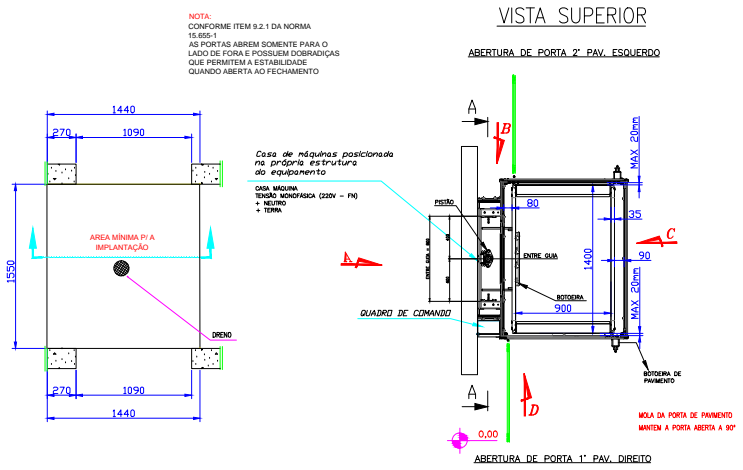 NOTA:
CONFORME ITEM 9.2.1 DA NORMA
15.655-1
AS PORTAS ABREM SOMENTE PARA O
LADO DE FORA E POSSUEM DOBRADIÇAS
QUE PERMITEM A ESTABILIDADE
QUANDO ABERTA AO FECHAMENTO
VISTA SUPERIOR
ABERTURA DE PORTA 2° PAV. ESQUERDO
1440
270
1090
1550
AREA MÍNIMA P/ A
IMPLANTAÇÃO
DRENO
270
1090
1440
Casa de máquinas posicionada
na própria estrutura
do equipamento
CASA MÁQUINA
TENSÃO MONOFÁSICA (220V - FN)
+ NEUTRO
+ TERRA
A
B
MAX 20mm
80
PISTÃO
35
A
C
ENTRE GUIA
1400
90
BOTOEIRA
MAX 20mm
900
QUADRO DE COMANDO
BOTOEIRA DE
PAVIMENTO
A
D
MOLA DA PORTA DE PAVIMENTO
MANTEM A PORTA ABERTA A 90°
0,00
ABERTURA DE PORTA 1° PAV. DIREITO